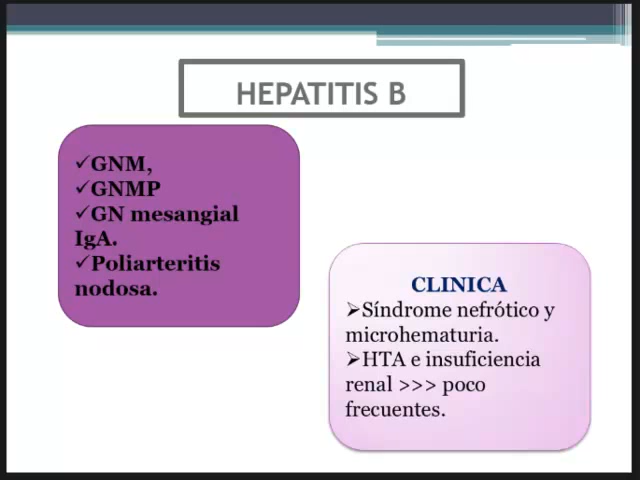 HEPATITIS B
✓GNM,
✓GNMP
✓GN mesangial
IgA.
✓Poliarteritis
nodosa.
CLINICA
➢Síndrome nefrótico y
microhematuria.
➢HTA e insuficiencia
renal >>> poco
frecuentes.